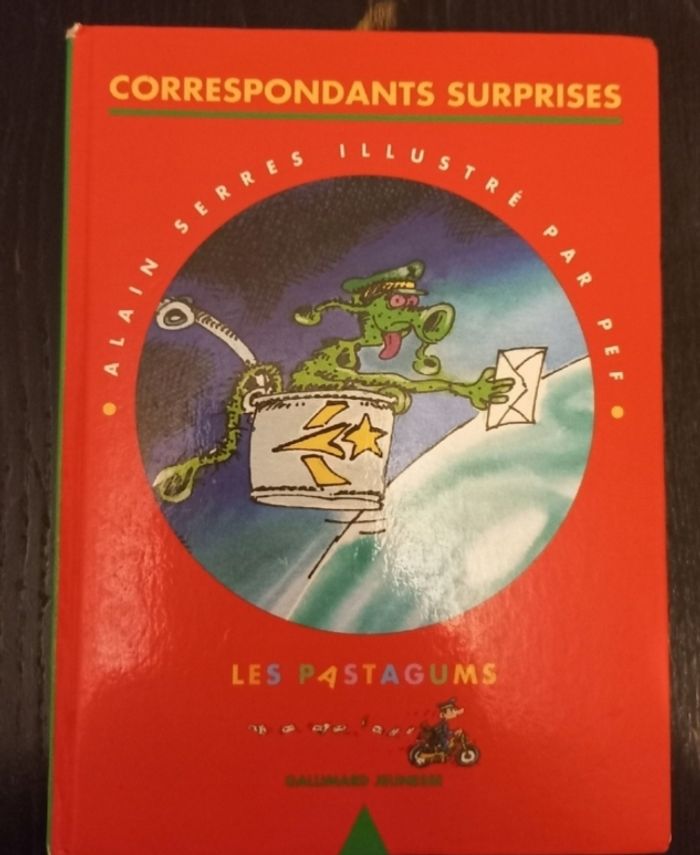 CORRESPONDANTS SURPRISES
• ALAIN SERRES ILLUSTRÉ PAR PEF •
LES PASTAGUMS
GALLIMARD JEUNESSE